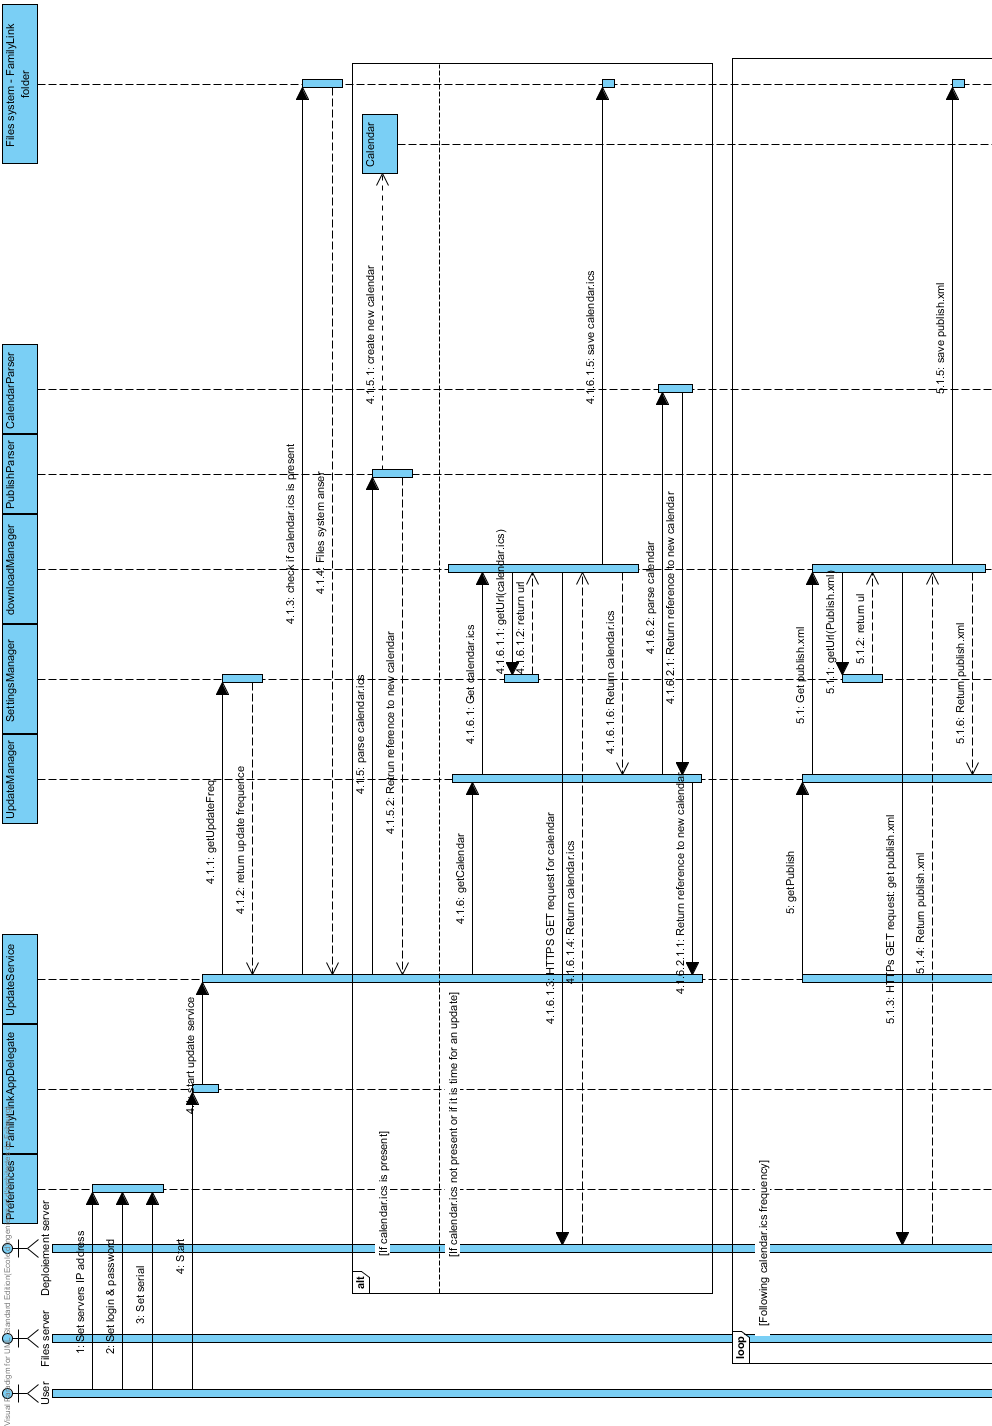 User
Files server
Deploiement server
Preferences
FamilyLinkAppDelegate
UpdateService
UpdateManager
SettingsManager
downloadManager
PublishParser
CalendarParser
Files system - FamilyLink
folder
1: Set servers IP address
2: Set login & password
3: Set serial
4: Start
start update service
4.1.1: getUpdateFreq
4.1.2: return update frequence
4.1.3: check if calendar.ics is present
4.1.4: Files system anser
alt
[If calendar.ics is present]
4.1.5: parse calendar.ics
4.1.5.1: create new calendar
Calendar
4.1.5.2: Retrun reference to new calendar
[If calendar.ics not present or if it is time for an update]
4.1.6: getCalendar
4.1.6.1: Get calendar.ics
4.1.6.1.1: getUrl(calendar.ics)
4.1.6.1.2: return url
4.1.6.1.3: HTTPS GET request for calendar
4.1.6.1.4: Return calendar.ics
4.1.6.1.5: save calendar.ics
4.1.6.1.6: Return calendar.ics
4.1.6.2: parse calendar
4.1.6.2.1: Return reference to new calendar
4.1.6.2.1.1: Return reference to new calendar
loop
[Following calendar.ics frequency]
5: getPublish
5.1: Get publish.xml
5.1.1: getUrl(Publish.xml)
5.1.2: return ul
5.1.3: HTTPs GET request: get publish.xml
5.1.4: Return publish.xml
5.1.5: save publish.xml
5.1.6: Return publish.xml
Visual Paradigm for UML Standard Edition(Ecole